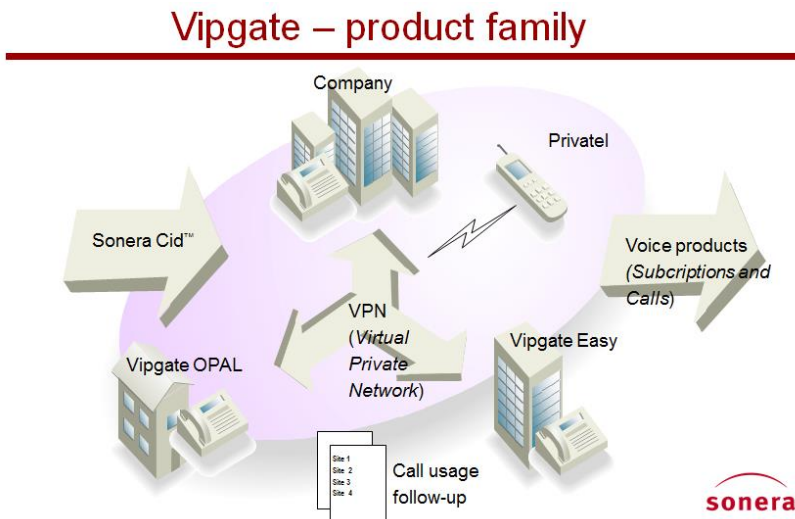 Vipgate – product family
Company
Privatel
Sonera Cid™
Voice products
(Subcriptions and
Calls)
VPN
(Virtual
Private
Network)
Vipgate OPAL
Vipgate Easy
Site 1
Site 2
Site 3
Site 4
Call usage
follow-up
sonera